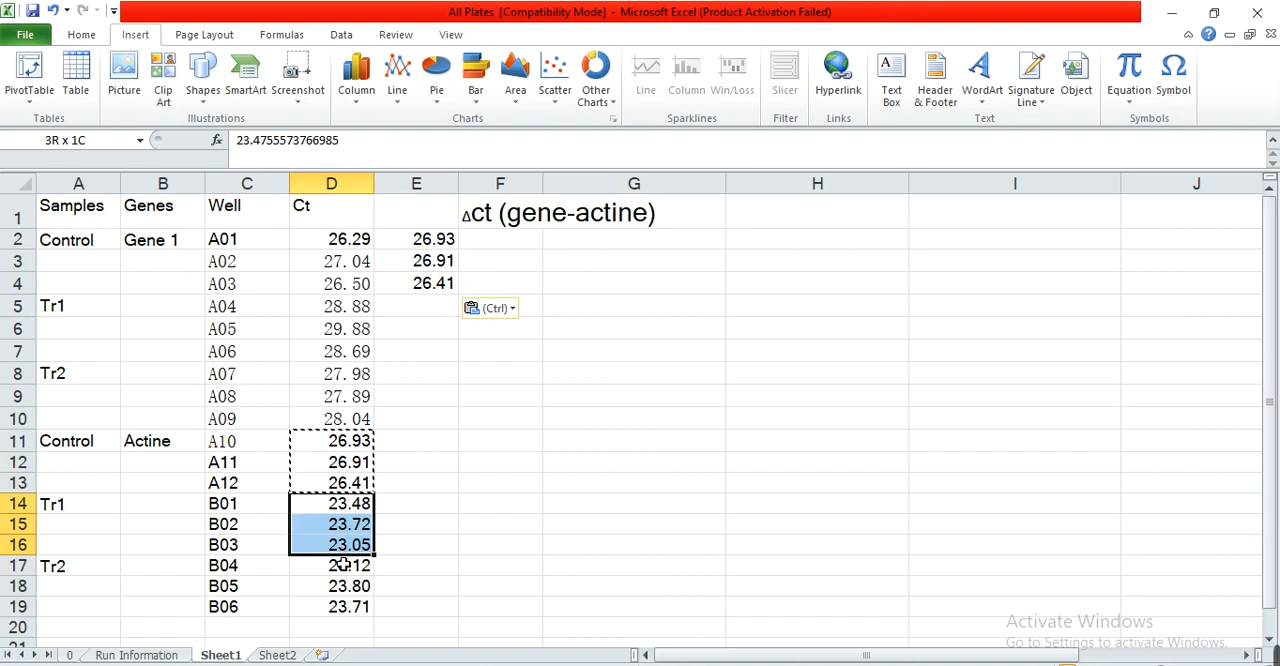 All Plates [Compatibility Mode] - Microsoft Excel (Product Activation Failed)
File Home Insert Page Layout Formulas Data Review View
PivotTable Table Picture Clip Art Shapes SmartArt Screenshot Column Line Pie Bar Area Scatter Other Charts Line Column Win/Loss Slicer Hyperlink Text Box Header & Footer WordArt Signature Line Object Equation Symbol
Tables Illustrations Charts Sparklines Filter Links Text Symbols
3R x 1C fx 23.4755573766985
A B C D E F G H I J
1 Samples Genes Well Ct Δct (gene-actine)
2 Control Gene 1 A01 26.29 26.93
3 A02 27.04 26.91
4 A03 26.50 26.41
5 Tr1 A04 28.88 (Ctrl)
6 A05 29.88
7 A06 28.69
8 Tr2 A07 27.98
9 A08 27.89
10 A09 28.04
11 Control Actine A10 26.93
12 A11 26.91
13 A12 26.41
14 Tr1 B01 23.48
15 B02 23.72
16 B03 23.05
17 Tr2 B04
18 B05 23.80
19 B06 23.71
20
Activate Windows
Go to Settings to activate Windows.
0 Run Information Sheet1 Sheet2